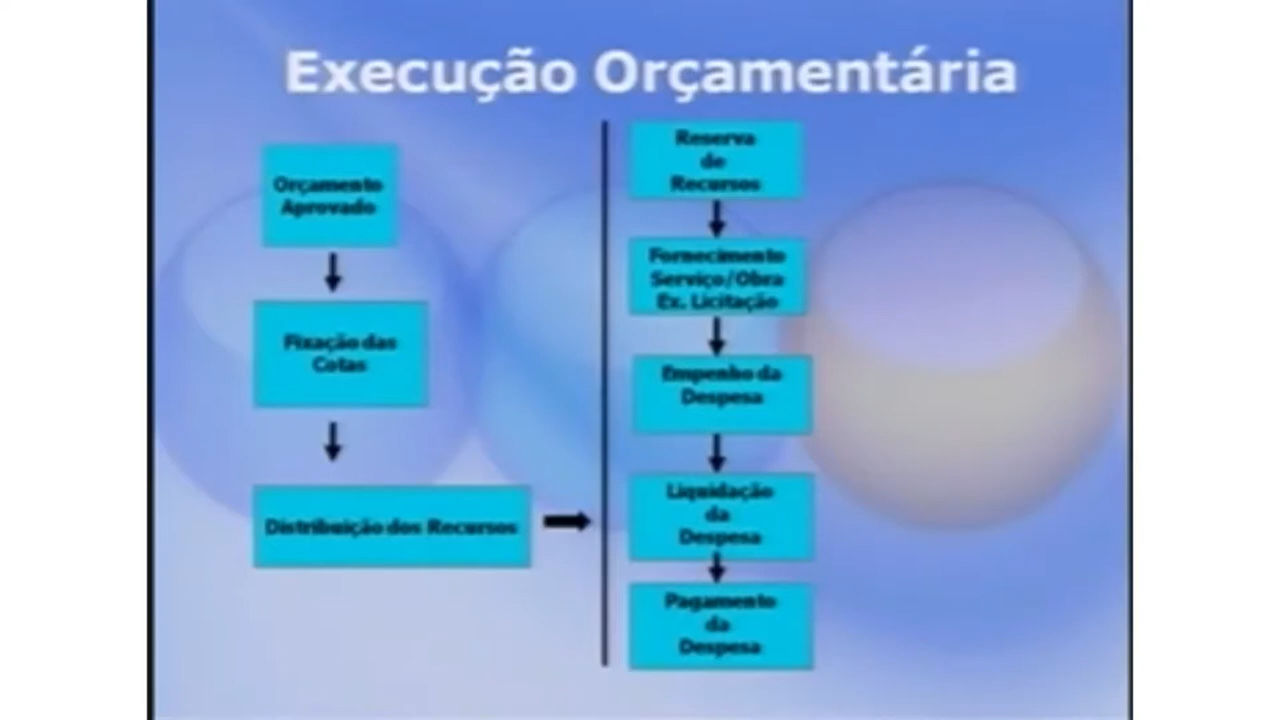 Execução Orçamentária
Orçamento
Aprovado
Fixação das
Cotas
Distribuição dos Recursos
Reserva
de
Recursos
Fornecimento
Serviço/Obra
Ex. Licitação
Empenho da
Despesa
Liquidação
da
Despesa
Pagamento
da
Despesa